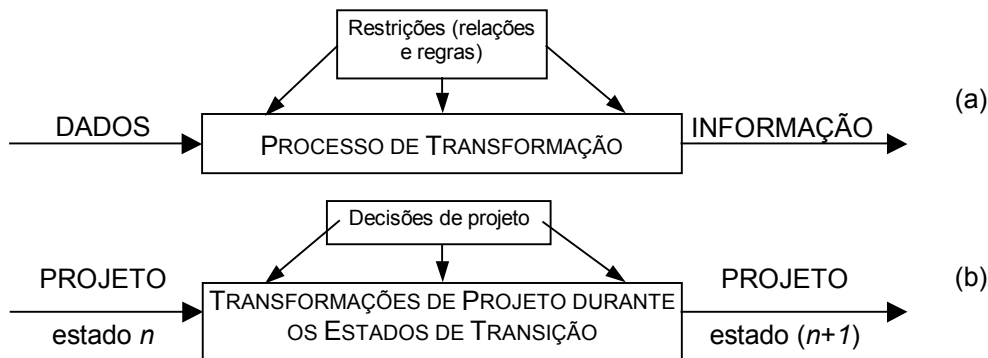 Restrições (relações
e regras)
(a)
DADOS
PROCESSO DE TRANSFORMAÇÃO
INFORMAÇÃO
Decisões de projeto
(b)
PROJETO
estado n
TRANSFORMAÇÕES DE PROJETO DURANTE
OS ESTADOS DE TRANSIÇÃO
PROJETO
estado (n+1)